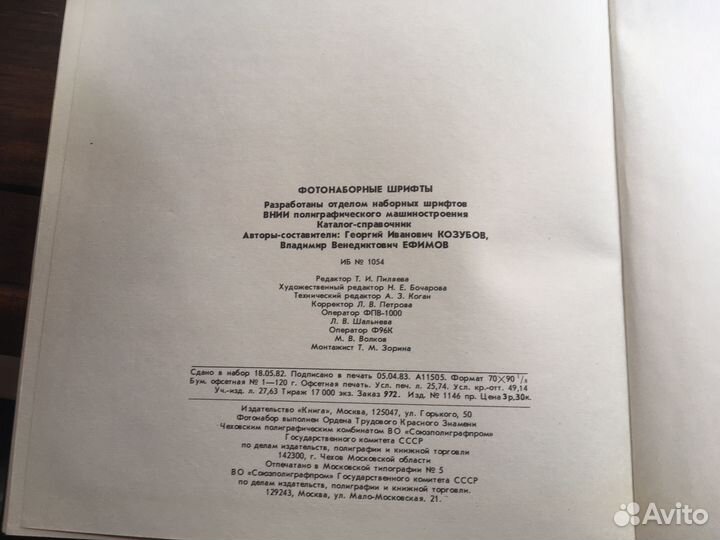 ФОТОНАБОРНЫЕ ШРИФТЫ
Разработаны отделом наборных шрифтов
ВНИИ полиграфического машиностроения
Каталог-справочник
Авторы-составители: Георгий Иванович КОЗУБОВ,
Владимир Венедиктович ЕФИМОВ
ИБ № 1054
Редактор Т. И. Пиляева
Художественный редактор Н. Е. Бочарова
Технический редактор А. З. Коган
Корректор Л. В. Петрова
Оператор ФПВ-1000
Л. В. Шальнева
Оператор Ф96К
М. В. Волков
Монтажист Т. М. Зорина
Сдано в набор 18.05.82. Подписано в печать 05.04.83. А11505. Формат 70×90 1/8
Бум. офсетная № 1—120 г. Офсетная печать. Усл. печ. л. 25,74. Усл. кр.-отт. 49,14
Уч.-изд. л. 27,63 Тираж 17 000 экз. Заказ 972. Изд. № 1146 пр. Цена 3р,30к.
Издательство «Книга», Москва, 125047, ул. Горького, 50
Фотонабор выполнен Ордена Трудового Красного Знамени
Чеховским полиграфическим комбинатом ВО «Союзполиграфпром»
Государственного комитета СССР
по делам издательств, полиграфии и книжной торговли
142300, г. Чехов Московской области
Отпечатано в Московской типографии № 5
ВО «Союзполиграфпром» Государственного комитета СССР
по делам издательств, полиграфии и книжной торговли.
129243, Москва, ул. Мало-Московская. 21.
Avito